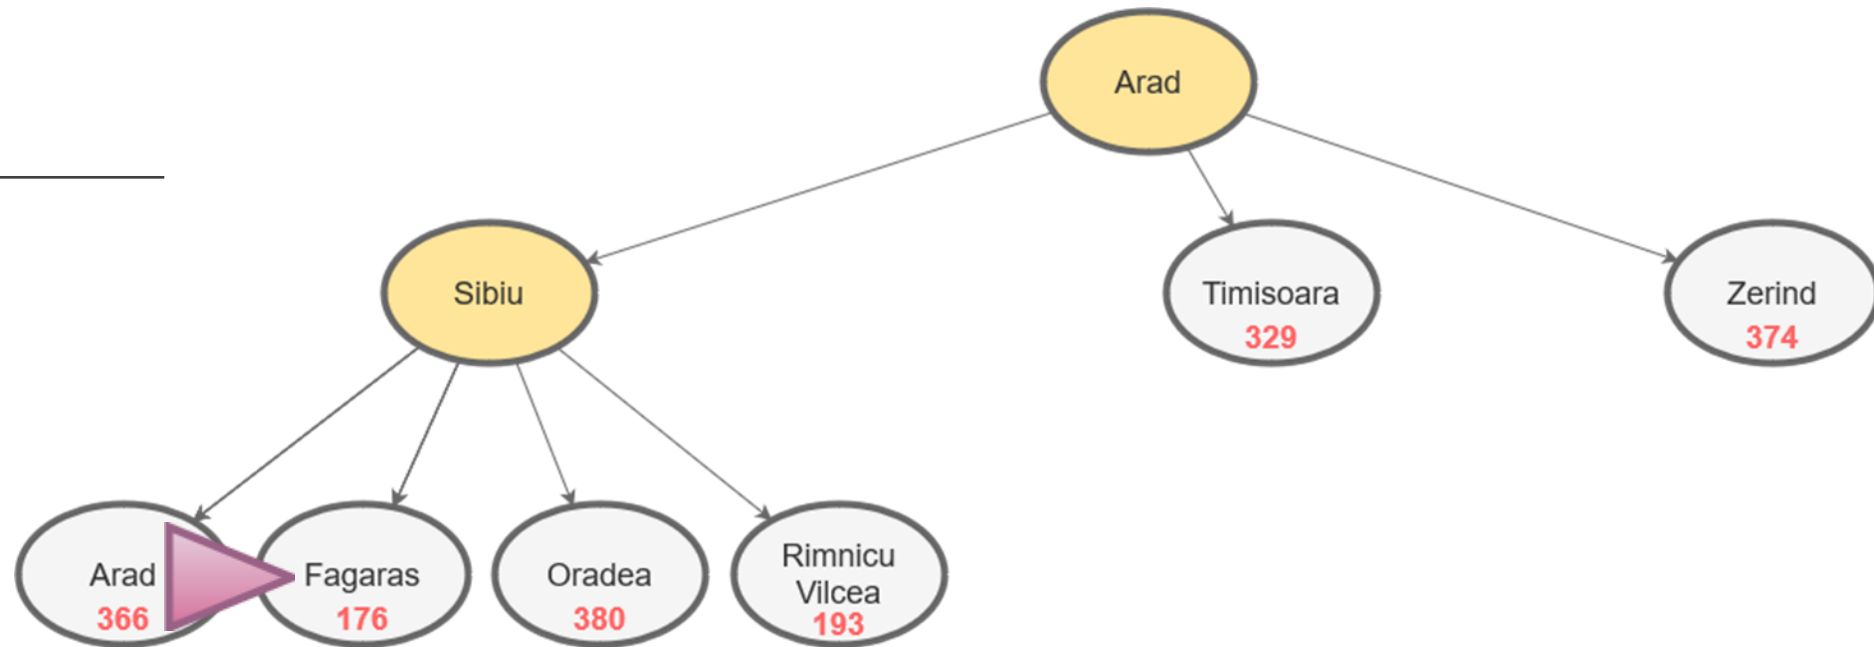 Arad
Sibiu
Timisoara
329
Zerind
374
Arad
366
Fagaras
176
Oradea
380
Rimnicu
Vilcea
193